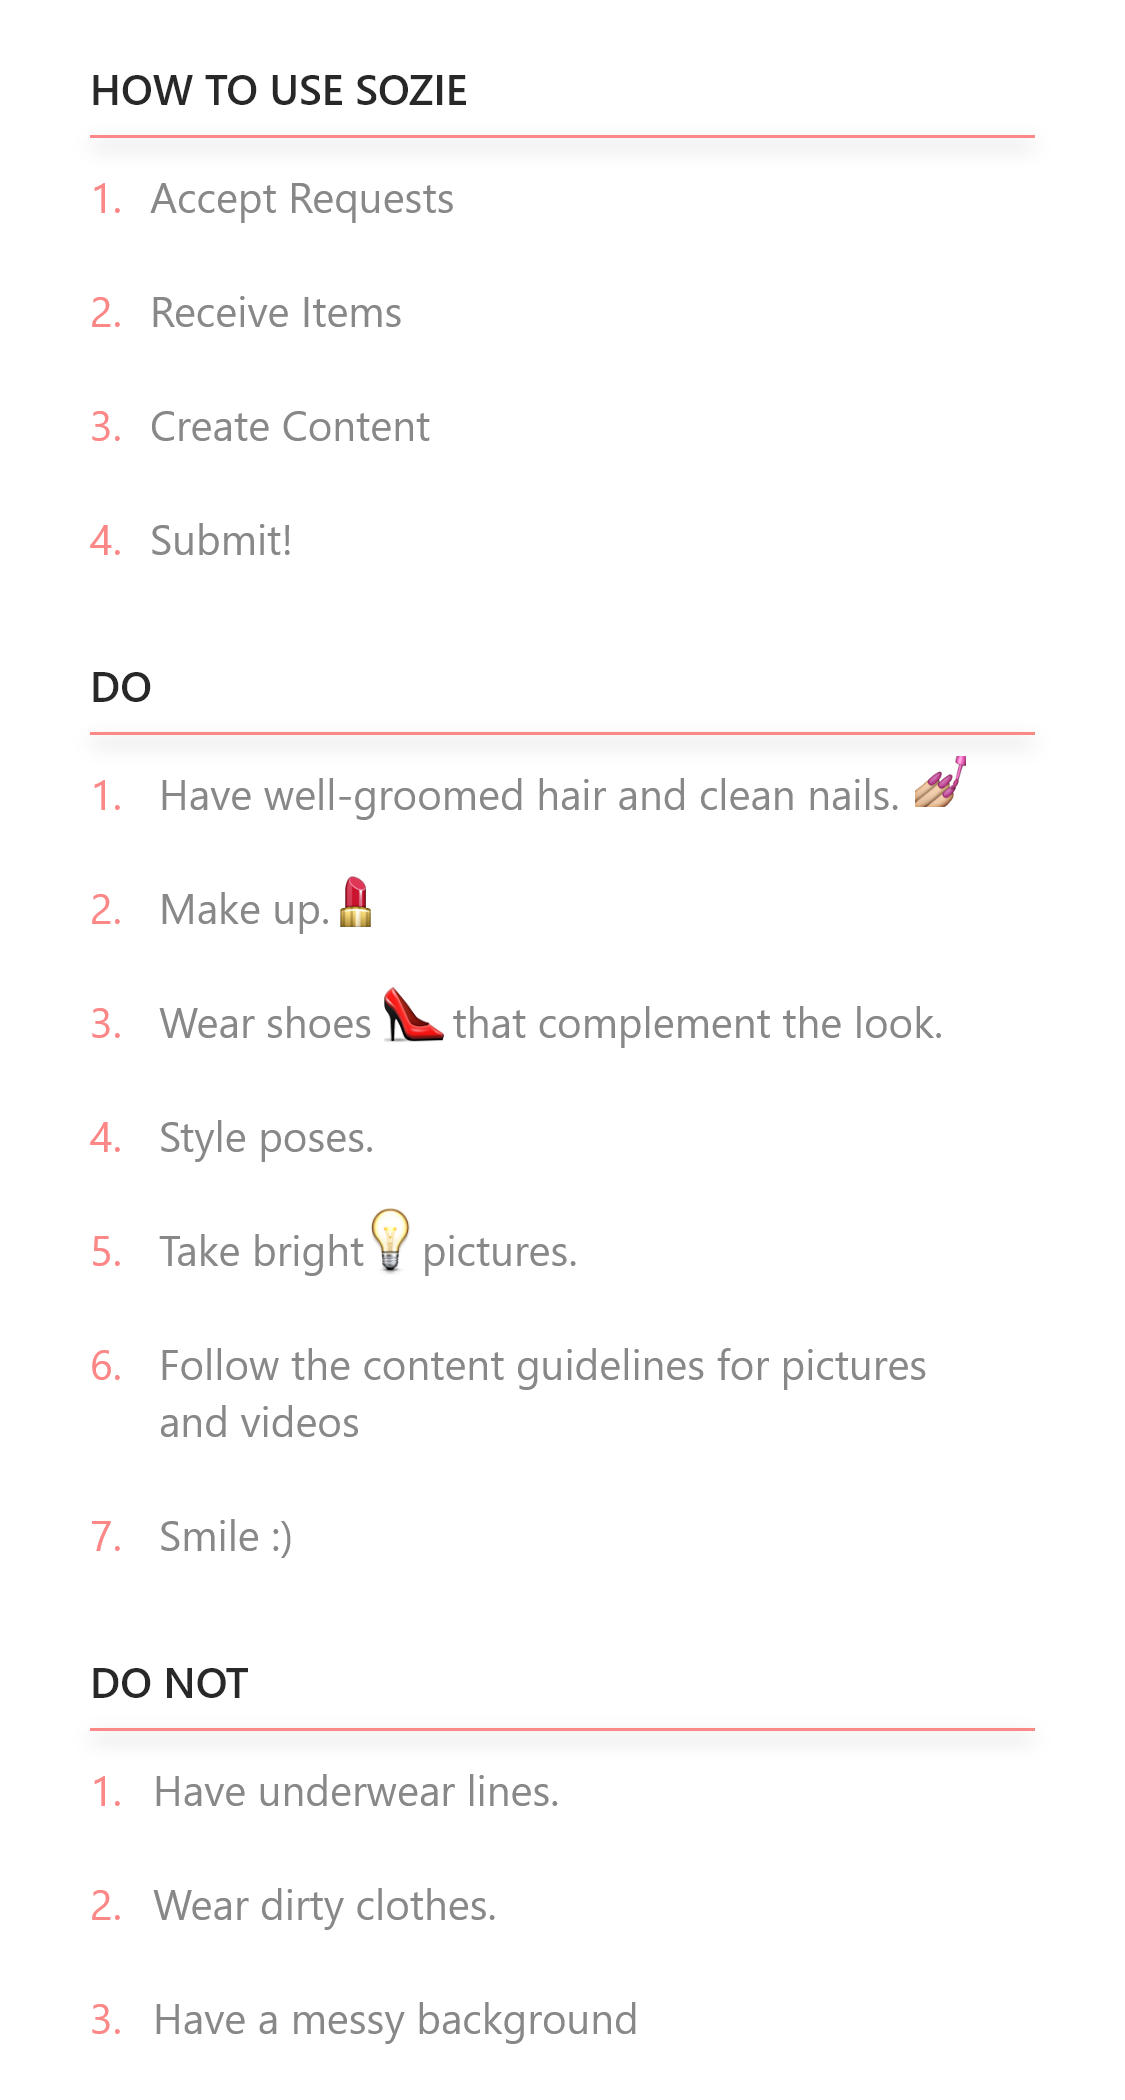 HOW TO USE SOZIE
1. Accept Requests
2. Receive Items
3. Create Content
4. Submit!
DO
1. Have well-groomed hair and clean nails. 💅
2. Make up. 💄
3. Wear shoes 👠 that complement the look.
4. Style poses.
5. Take bright 💡 pictures.
6. Follow the content guidelines for pictures
and videos
7. Smile :)
DO NOT
1. Have underwear lines.
2. Wear dirty clothes.
3. Have a messy background